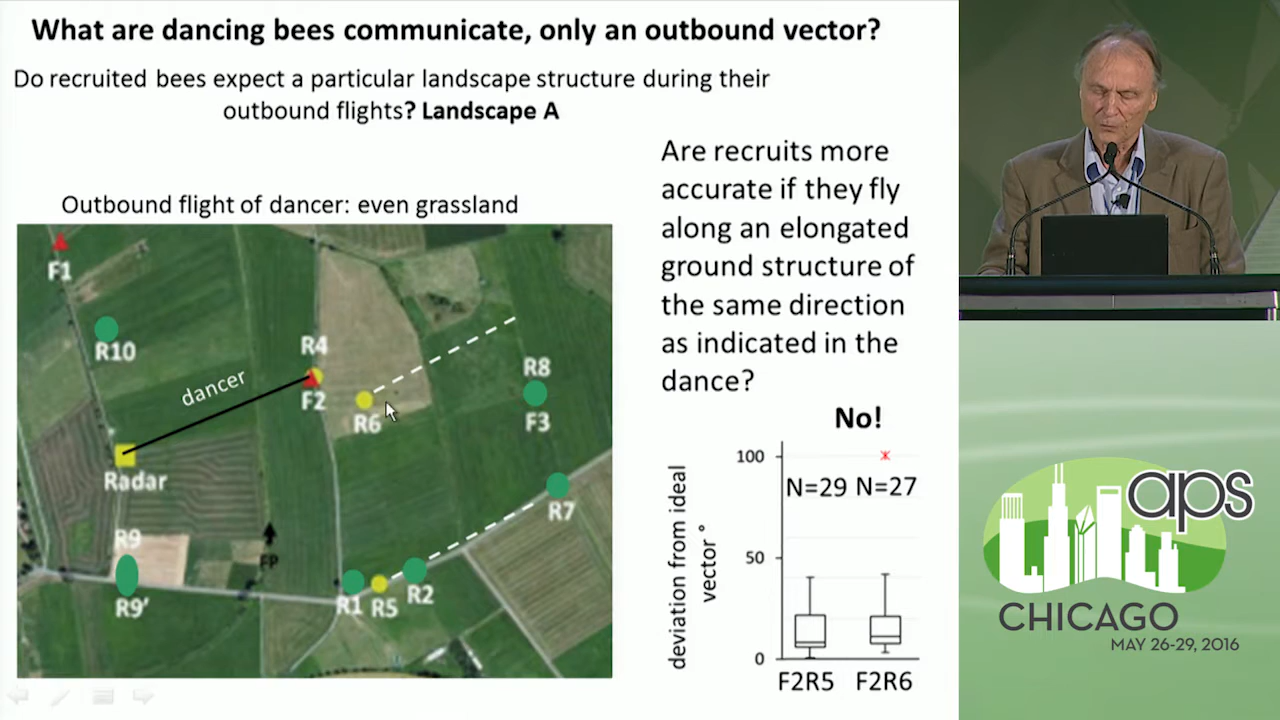 What are dancing bees communicate, only an outbound vector?
Do recruited bees expect a particular landscape structure during their
outbound flights? Landscape A
Outbound flight of dancer: even grassland
F1
R10
R4
dancer
F2
R6
R8
F3
Radar
R7
R9
FP
R9'
R1
R5
R2
Are recruits more
accurate if they fly
along an elongated
ground structure of
the same direction
as indicated in the
dance?
No!
deviation from ideal
vector °
100
N=29 N=27
50
0
F2R5 F2R6
aps
CHICAGO
MAY 26-29, 2016